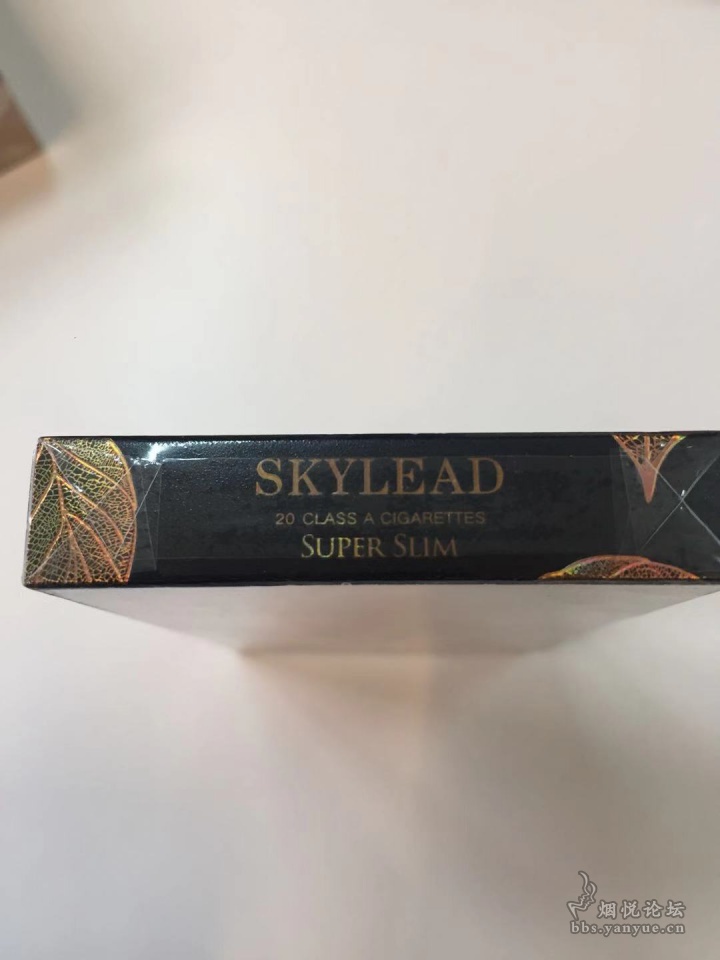 SKYLEAD
20 CLASS A CIGARETTES
SUPER SLIM
烟悦论坛
bbs.yanyue.cn